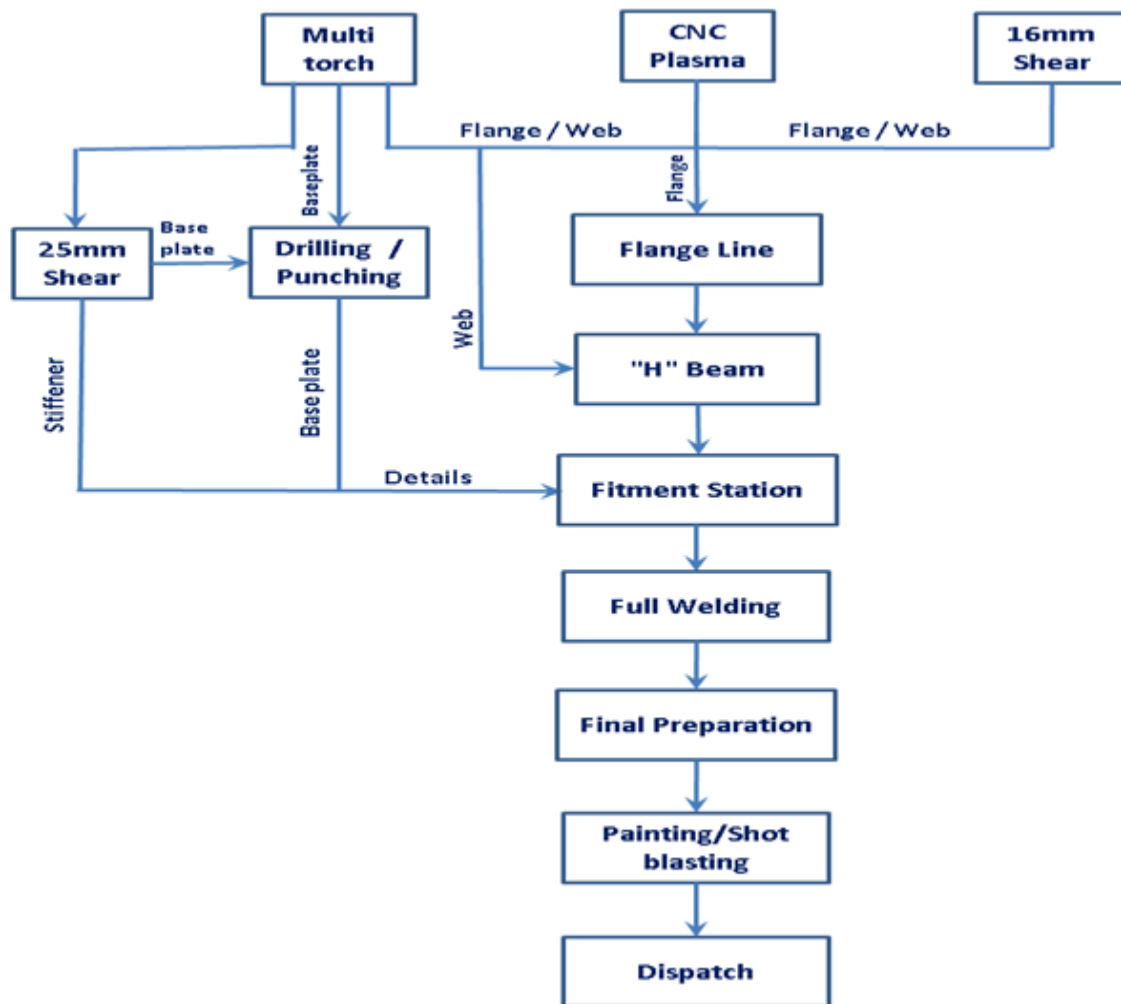 Multi
torch
CNC
Plasma
16mm
Shear
Flange / Web
Flange / Web
Baseplate
Flange
Base
plate
25mm
Shear
Drilling /
Punching
Flange Line
Web
"H" Beam
Stiffener
Base plate
Details
Fitment Station
Full Welding
Final Preparation
Painting/Shot
blasting
Dispatch